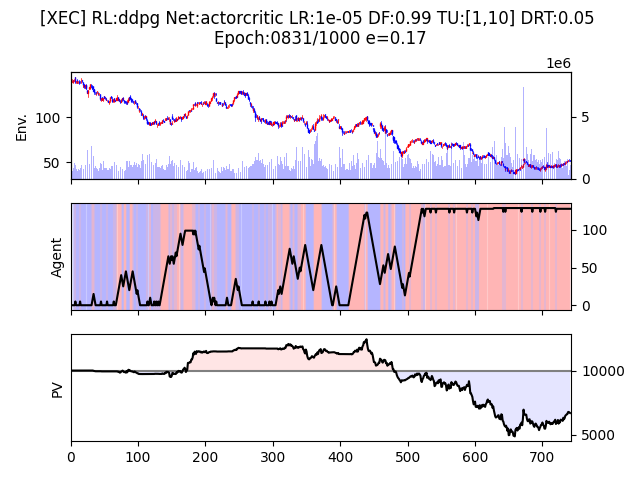 [XEC] RL:ddpg Net:actorcritic LR:1e-05 DF:0.99 TU:[1,10] DRT:0.05
Epoch:0831/1000 e=0.17
1e6
Env.
100
50
5
0
Agent
100
50
0
PV
10000
5000
0 100 200 300 400 500 600 700